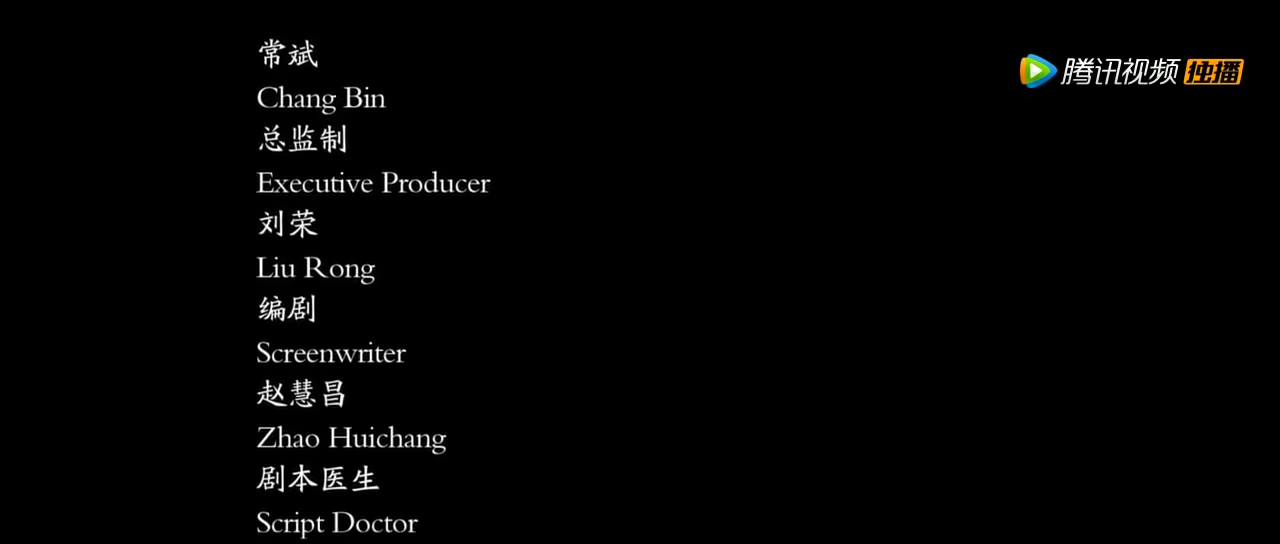 常斌
Chang Bin
总监制
Executive Producer
刘荣
Liu Rong
编剧
Screenwriter
赵慧昌
Zhao Huichang
剧本医生
Script Doctor
腾讯视频 独播